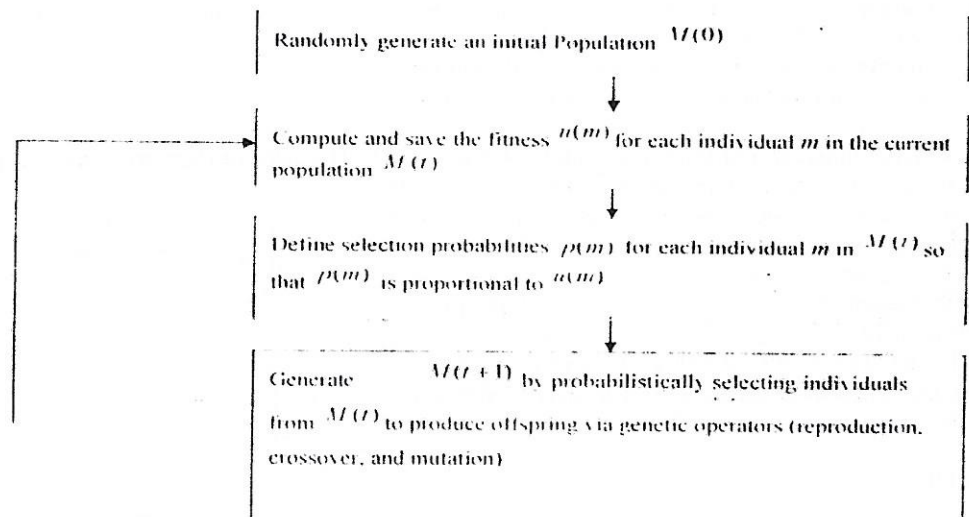 Randomly generate an initial Population M(0)
Compute and save the fitness u(m) for each individual m in the current
population M(t)
Define selection probabilities p(m) for each individual m in M(t) so
that p(m) is proportional to u(m)
Generate M(t + 1) by probabilistically selecting individuals
from M(t) to produce offspring via genetic operators (reproduction,
crossover, and mutation)